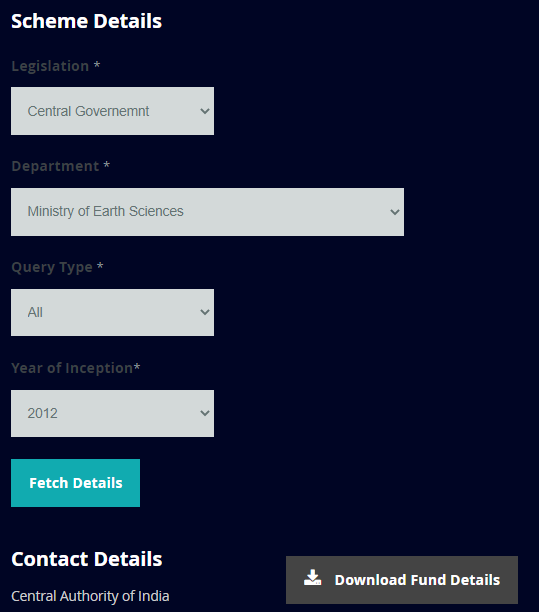 Scheme Details
Legislation *
Central Governemnt
Department *
Ministry of Earth Sciences
Query Type *
All
Year of Inception*
2012
Fetch Details
Contact Details
Download Fund Details
Central Authority of India